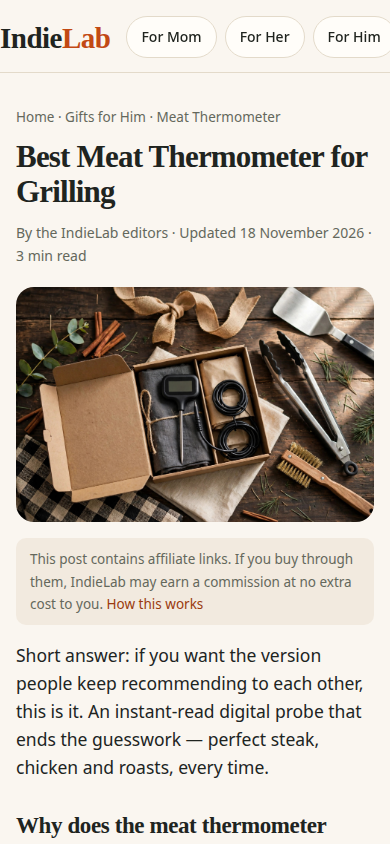 IndieLab
For Mom
For Her
For Him
Home · Gifts for Him · Meat Thermometer
Best Meat Thermometer for
Grilling
By the IndieLab editors · Updated 18 November 2026 ·
3 min read
This post contains affiliate links. If you buy through
them, IndieLab may earn a commission at no extra
cost to you. How this works
Short answer: if you want the version
people keep recommending to each other,
this is it. An instant-read digital probe that
ends the guesswork — perfect steak,
chicken and roasts, every time.
Why does the meat thermometer